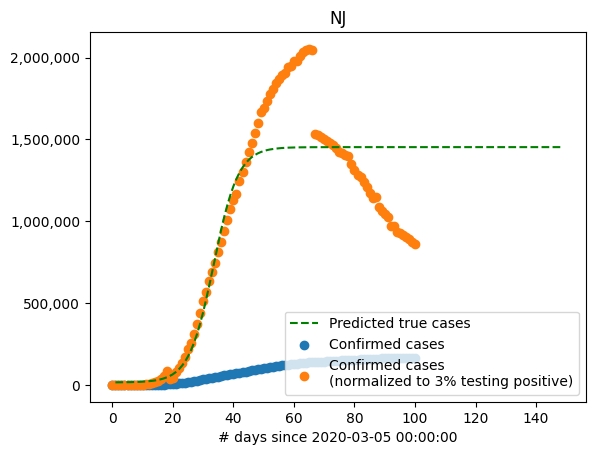 NJ
2,000,000
1,500,000
1,000,000
500,000
0
Predicted true cases
Confirmed cases
Confirmed cases
(normalized to 3% testing positive)
0 20 40 60 80 100 120 140
# days since 2020-03-05 00:00:00